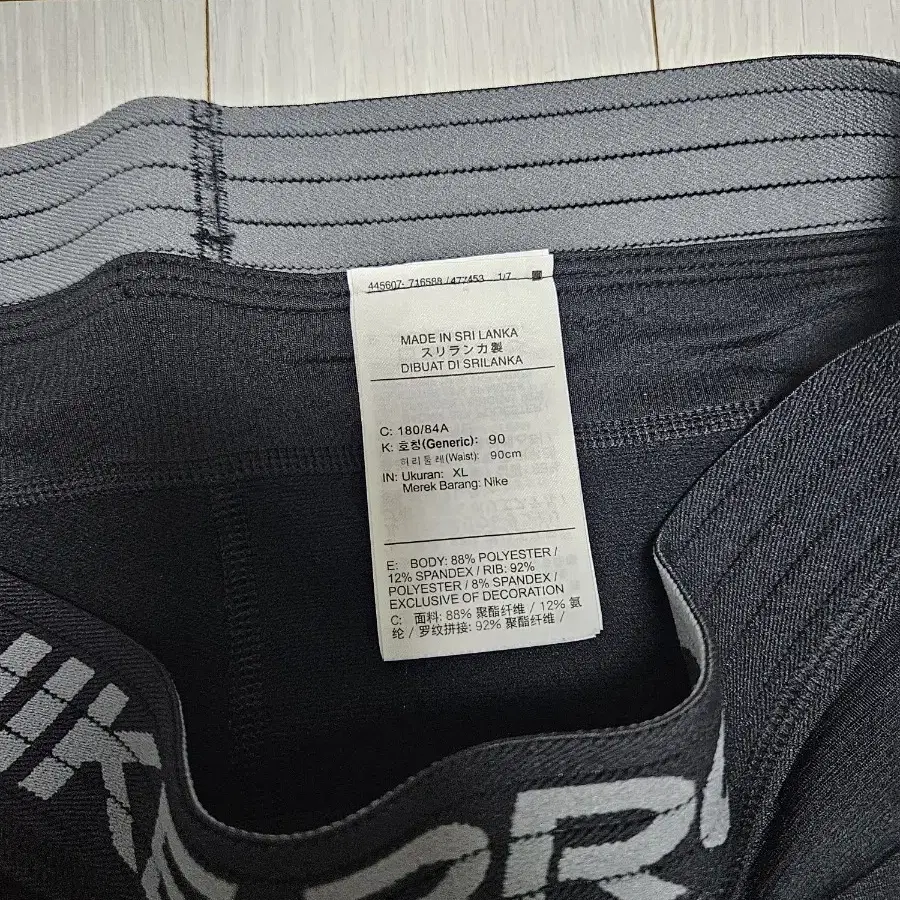 445607- 716588 /477453 1/7
MADE IN SRI LANKA
スリランカ製
DIBUAT DI SRILANKA
C: 180/84A
K: 호칭(Generic): 90
허리둘레(Waist): 90cm
IN: Ukuran: XL
Merek Barang: Nike
E: BODY: 88% POLYESTER /
12% SPANDEX / RIB: 92%
POLYESTER / 8% SPANDEX /
EXCLUSIVE OF DECORATION
C: 面料: 88% 聚酯纤维 / 12% 氨
纶 / 罗纹拼接: 92% 聚酯纤维 /